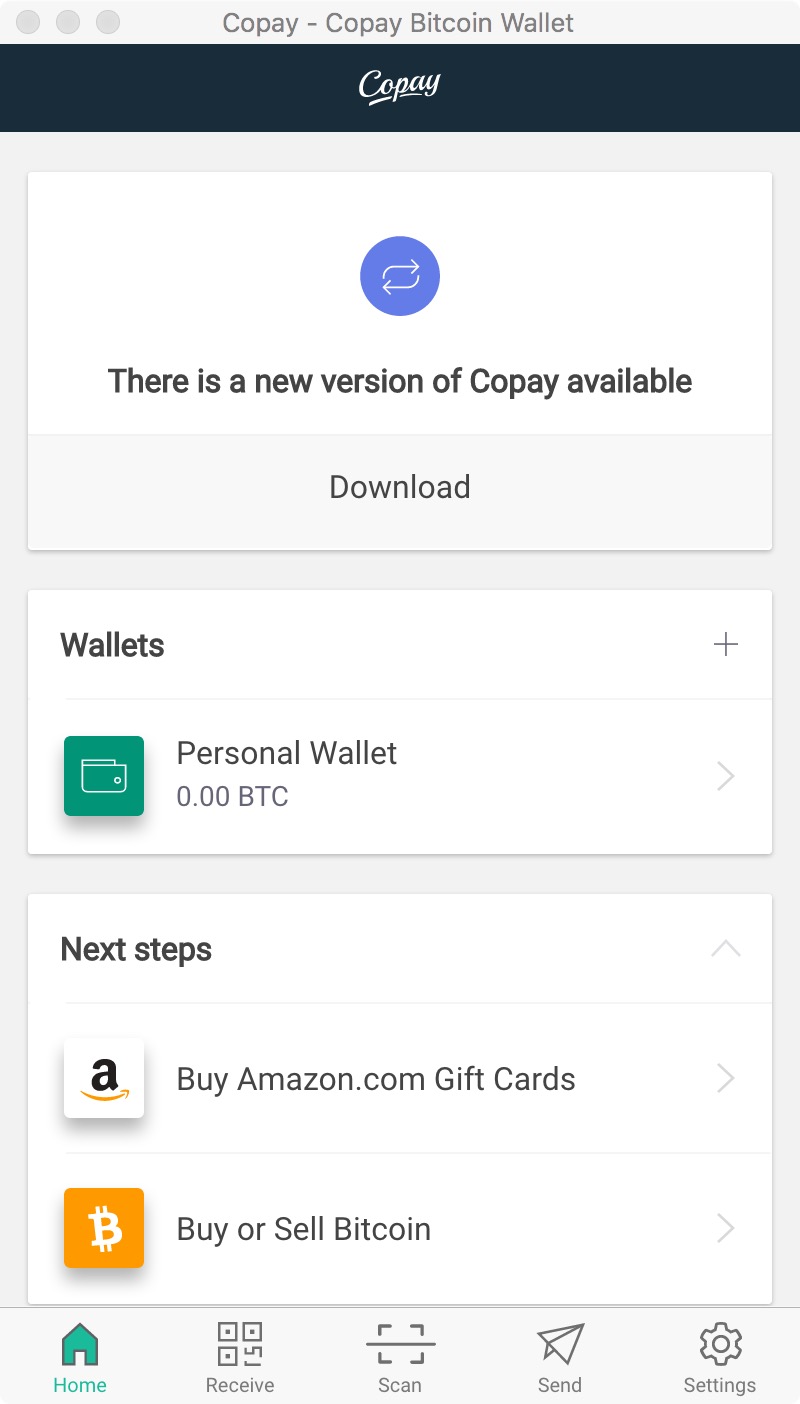 Copay - Copay Bitcoin Wallet
Copay
There is a new version of Copay available
Download
Wallets
Personal Wallet
0.00 BTC
Next steps
a
Buy Amazon.com Gift Cards
Buy or Sell Bitcoin
Home
Receive
Scan
Send
Settings